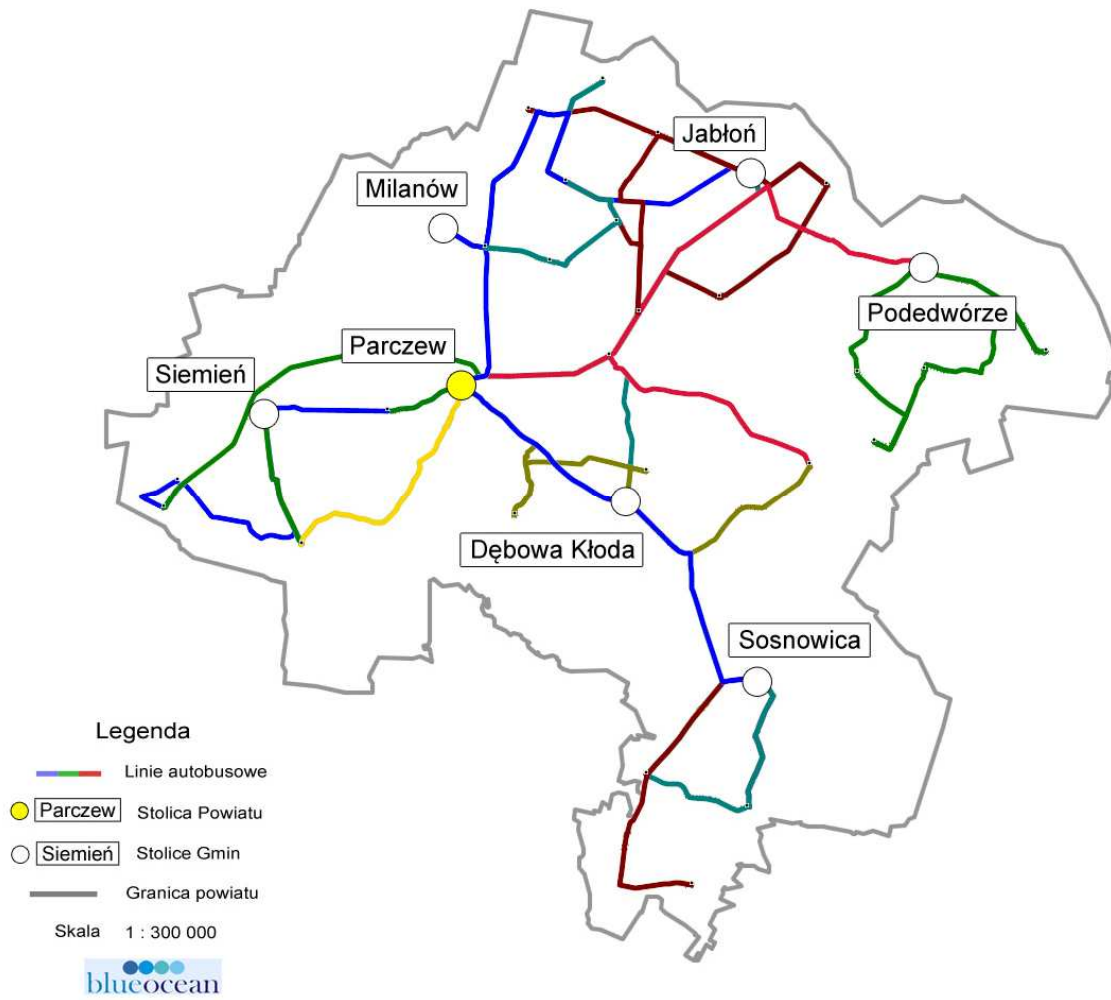 Jabłoń
Milanów
Podedwórze
Parczew
Siemień
Dębowa Kłoda
Sosnowica
Legenda
Linie autobusowe
Parczew Stolica Powiatu
Siemień Stolice Gmin
Granica powiatu
Skala 1 : 300 000
blueocean